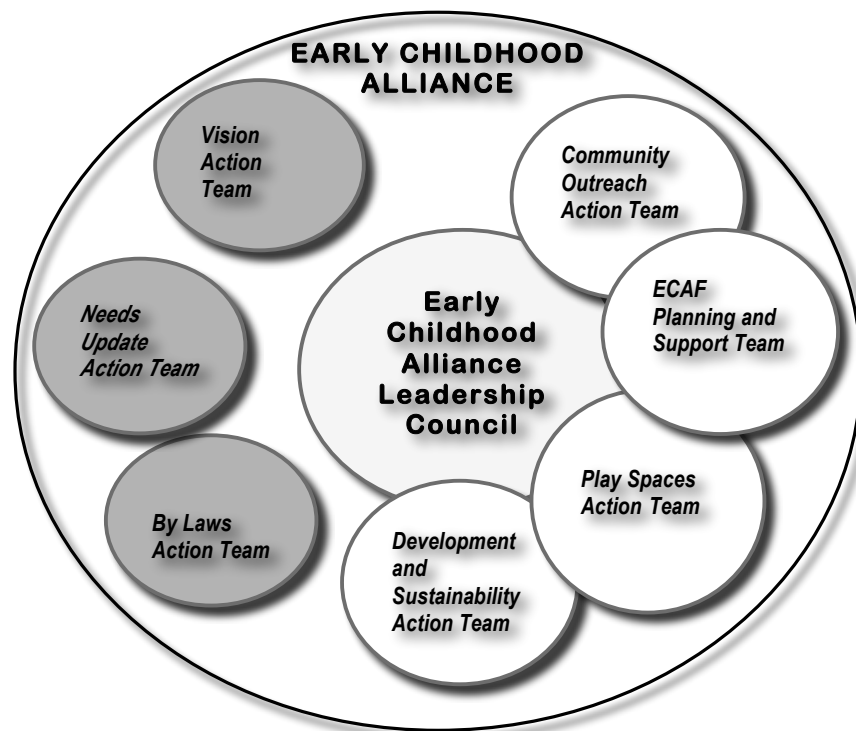 EARLY CHILDHOOD
ALLIANCE
Vision
Action
Team
Community
Outreach
Action Team
Needs
Update
Action Team
Early
Childhood
Alliance
Leadership
Council
ECAF
Planning and
Support Team
By Laws
Action Team
Development
and
Sustainability
Action Team
Play Spaces
Action Team